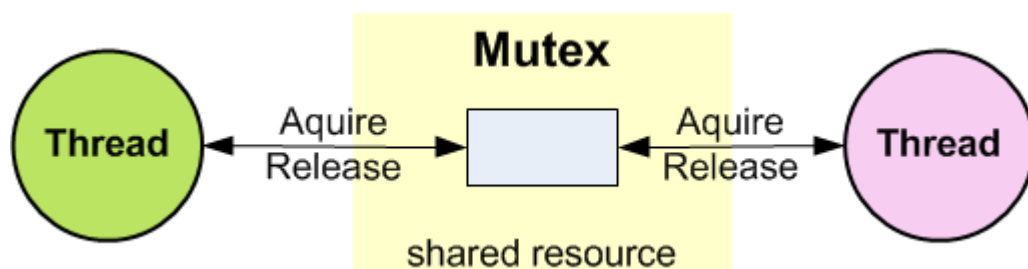 Mutex
Thread
Aquire
Release
Aquire
Release
Thread
shared resource